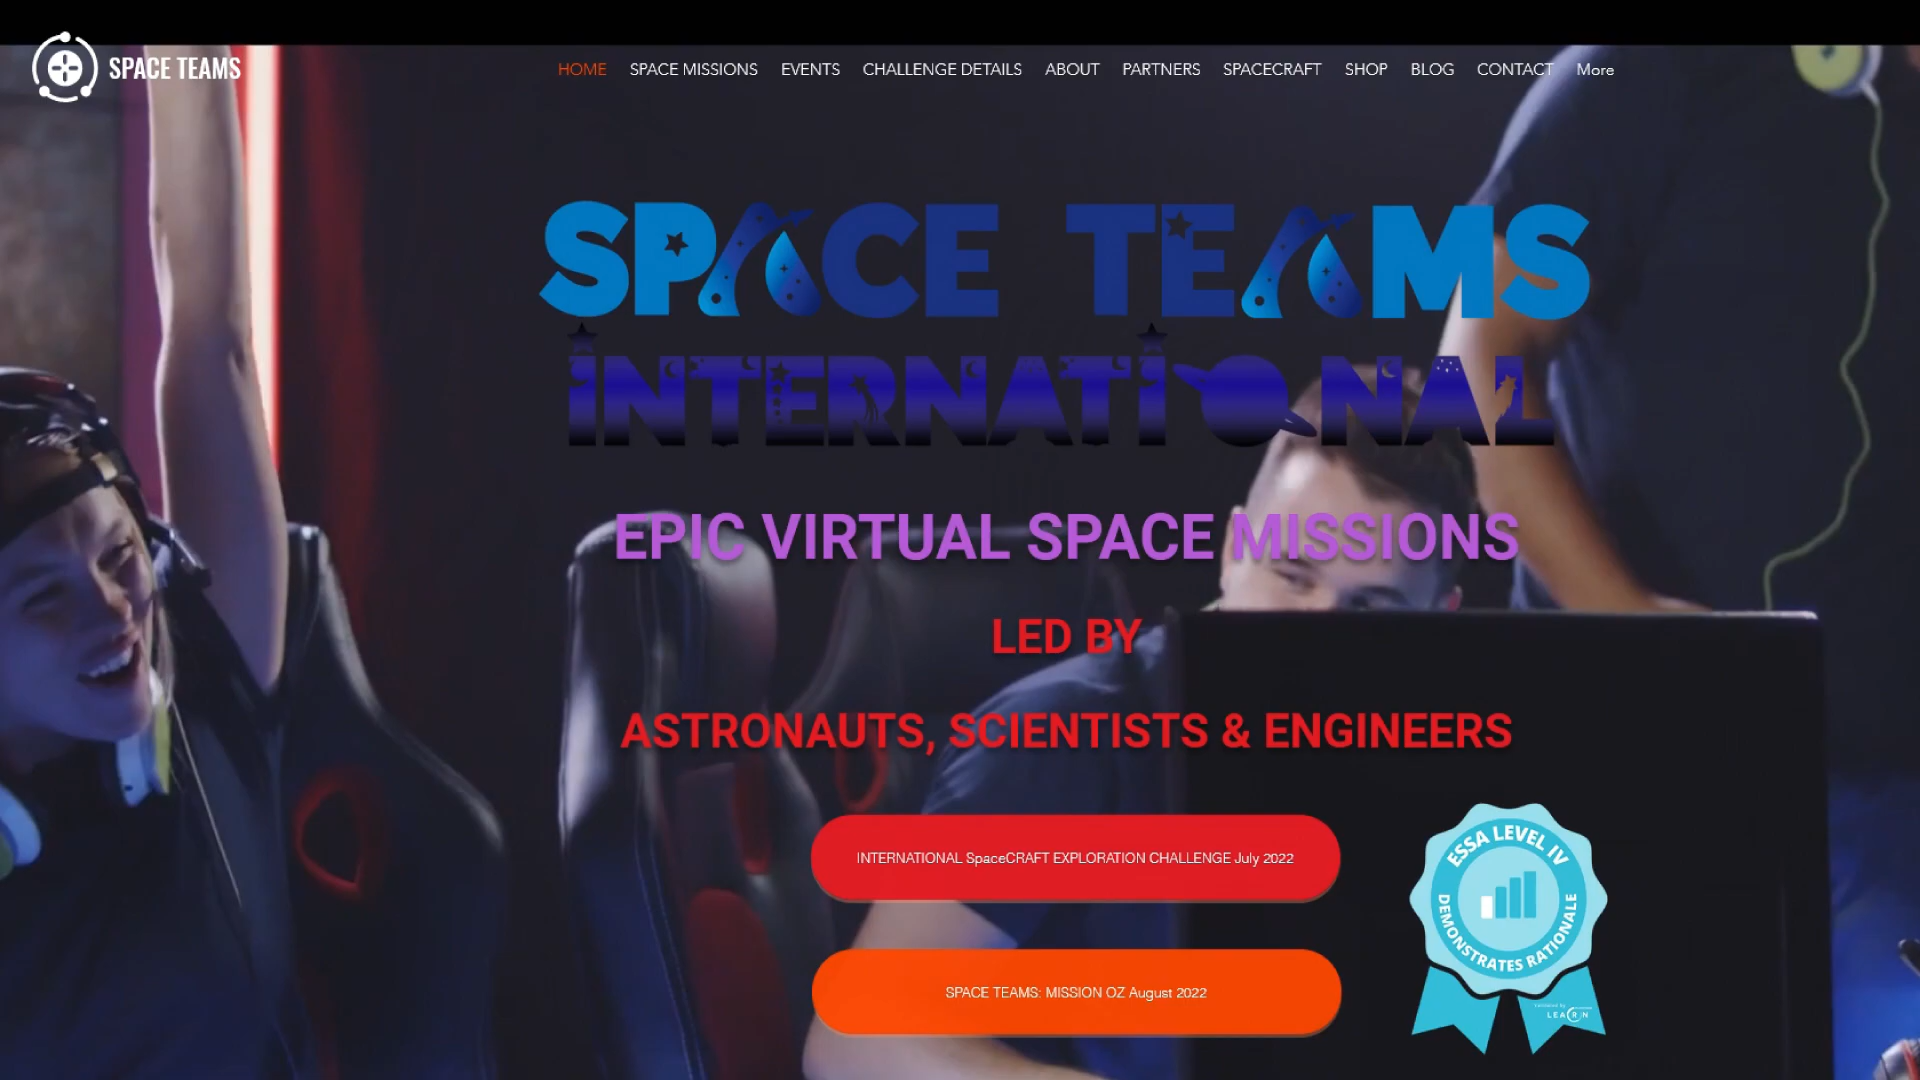 SPACE TEAMS
HOME SPACE MISSIONS EVENTS CHALLENGE DETAILS ABOUT PARTNERS SPACECRAFT SHOP BLOG CONTACT More
SPACE TEAMS
INTERNATIONAL
EPIC VIRTUAL SPACE MISSIONS
LED BY
ASTRONAUTS, SCIENTISTS & ENGINEERS
INTERNATIONAL SpaceCRAFT EXPLORATION CHALLENGE July 2022
ESSA LEVEL IV
DEMONSTRATES RATIONALE
LEARN
SPACE TEAMS: MISSION OZ August 2022